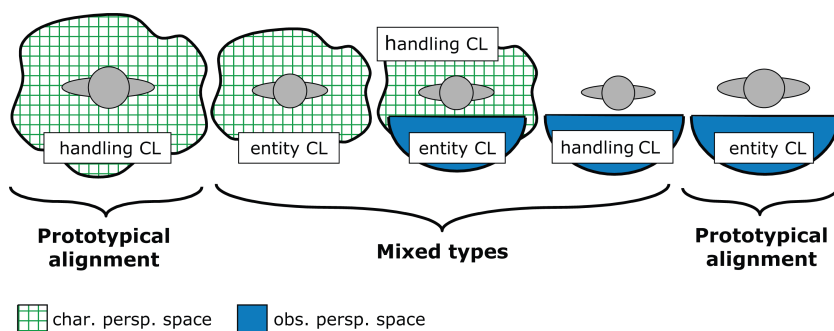 handling CL
handling CL
entity CL
entity CL
handling CL
entity CL
Prototypical
alignment
Mixed types
Prototypical
alignment
char. persp. space
obs. persp. space